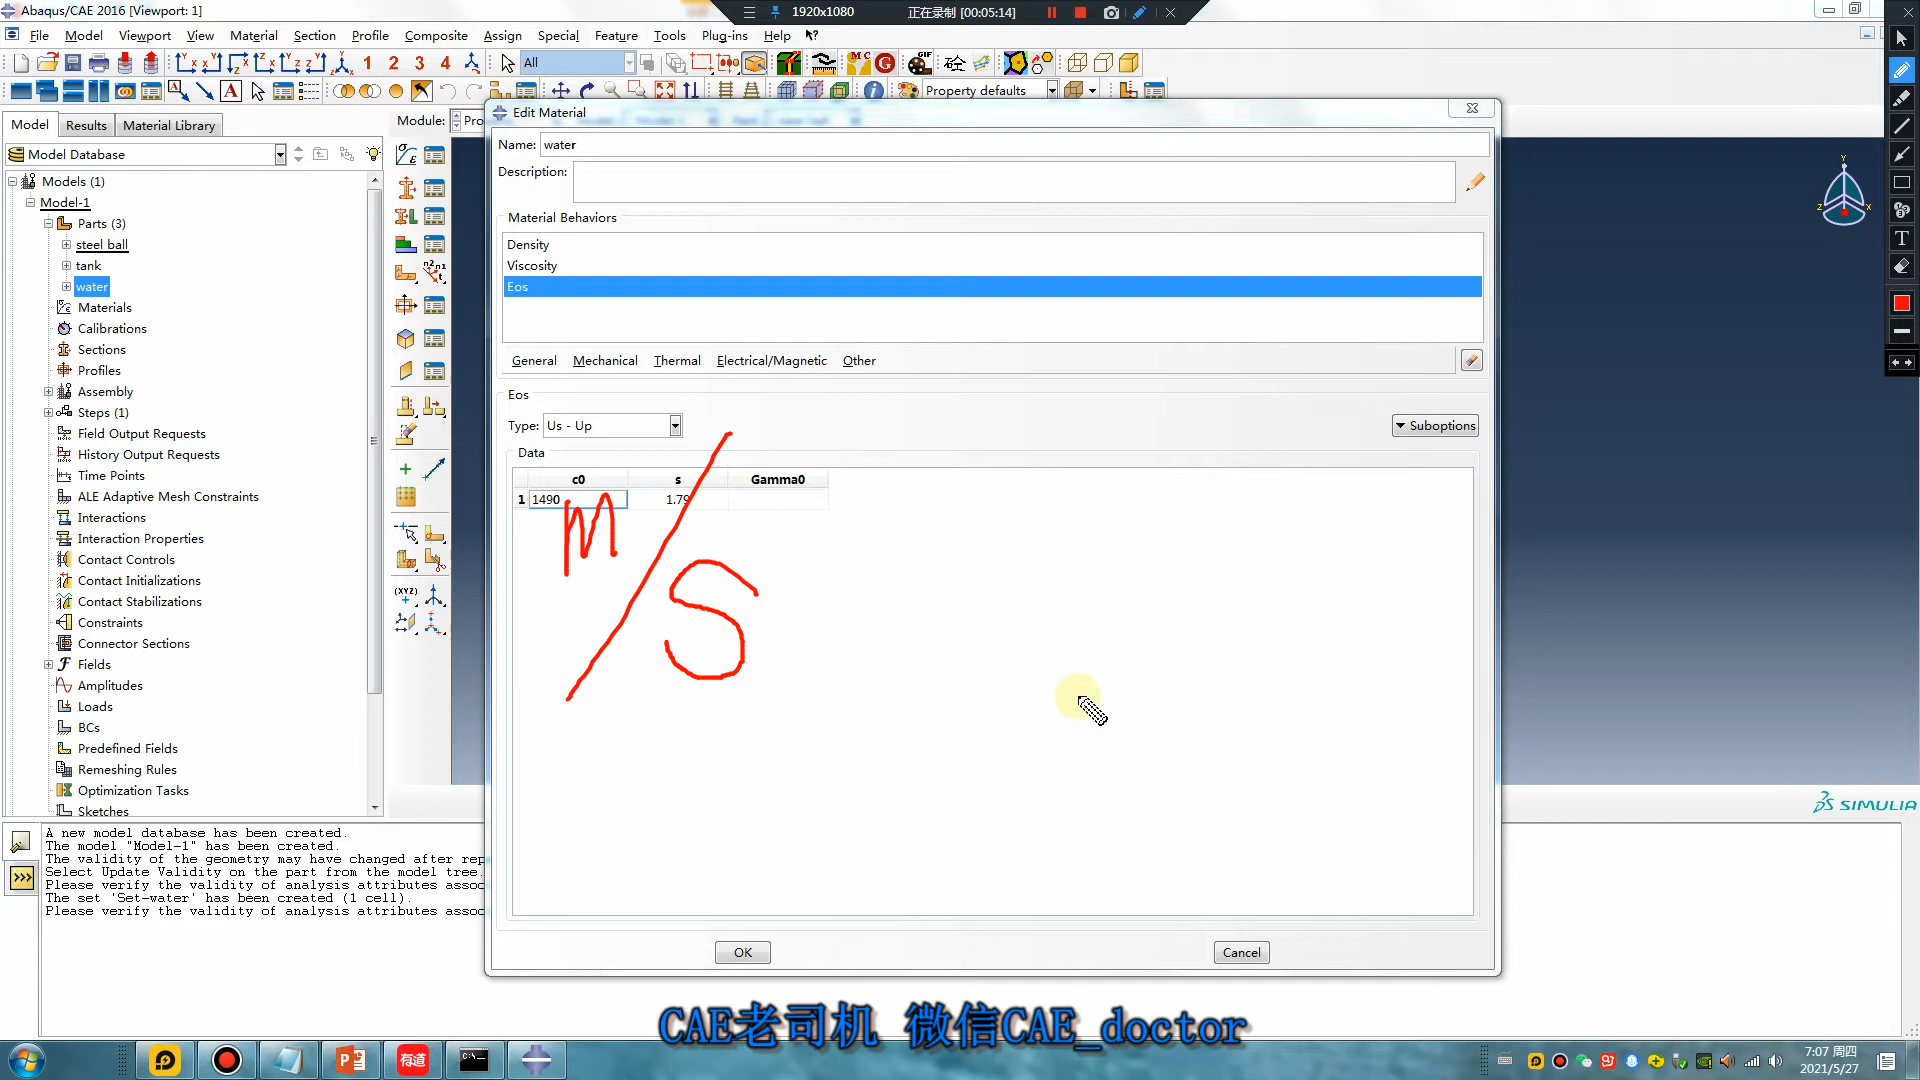 Abaqus/CAE 2016 [Viewport: 1]
1920x1080 正在录制 [00:05:14]
File Model Viewport View Material Section Profile Composite Assign Special Feature Tools Plug-ins Help
1 2 3 4 All
Property defaults
Model Results Material Library Module:
Model Database
Models (1)
Model-1
Parts (3)
steel ball
tank
water
Materials
Calibrations
Sections
Profiles
Assembly
Steps (1)
Field Output Requests
History Output Requests
Time Points
ALE Adaptive Mesh Constraints
Interactions
Interaction Properties
Contact Controls
Contact Initializations
Contact Stabilizations
Constraints
Connector Sections
Fields
Amplitudes
Loads
BCs
Predefined Fields
Remeshing Rules
Optimization Tasks
Sketches
Edit Material
Name: water
Description:
Material Behaviors
Density
Viscosity
Eos
General Mechanical Thermal Electrical/Magnetic Other
Eos
Type: Us - Up Suboptions
Data
c0 s Gamma0
1 1490 1.79
M/S
OK Cancel
SIMULIA
A new model database has been created.
The model "Model-1" has been created.
The validity of the geometry may have changed after rep
Select Update Validity on the part from the model tree.
Please verify the validity of analysis attributes assoc
The set 'Set-water' has been created (1 cell).
Please verify the validity of analysis attributes assoc
CAE老司机 微信CAE_doctor
有道
7:07 周四
2021/5/27